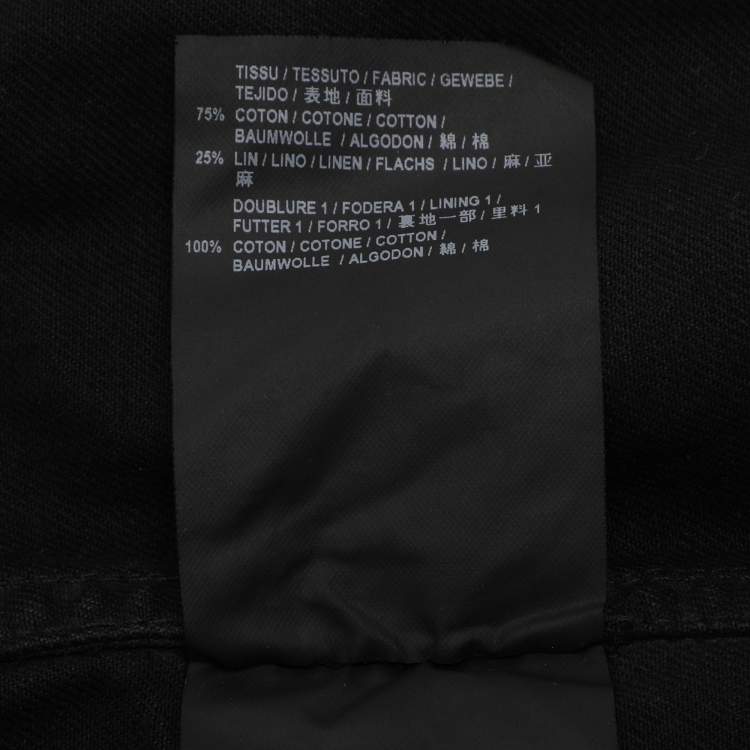 TISSU / TESSUTO / FABRIC / GEWEBE /
TEJIDO / 表地 / 面料
75% COTON / COTONE / COTTON /
BAUMWOLLE / ALGODON / 綿 / 棉
25% LIN / LINO / LINEN / FLACHS / LINO / 麻 / 亚
麻
DOUBLURE 1 / FODERA 1 / LINING 1 /
FUTTER 1 / FORRO 1 / 裏地一部 / 里料 1
100% COTON / COTONE / COTTON /
BAUMWOLLE / ALGODON / 綿 / 棉